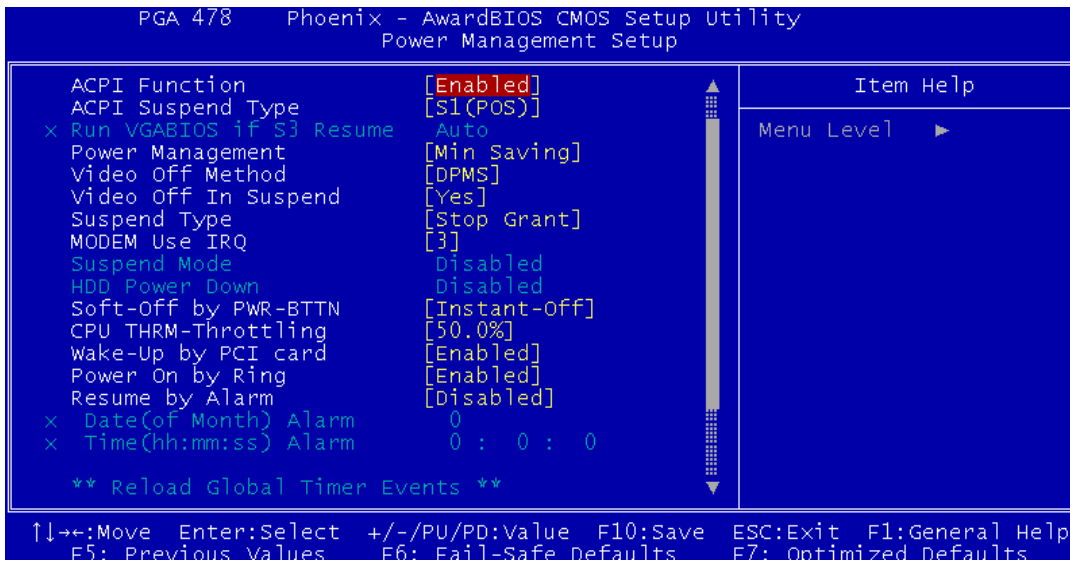 PGA 478 Phoenix - AwardBIOS CMOS Setup Utility
Power Management Setup
ACPI Function [Enabled]
ACPI Suspend Type [S1(POS)]
x Run VGABIOS if S3 Resume Auto
Power Management [Min Saving]
Video Off Method [DPMS]
Video Off In Suspend [Yes]
Suspend Type [Stop Grant]
MODEM Use IRQ [3]
Suspend Mode Disabled
HDD Power Down Disabled
Soft-Off by PWR-BTTN [Instant-Off]
CPU THRM-Throttling [50.0%]
Wake-Up by PCI card [Enabled]
Power On by Ring [Enabled]
Resume by Alarm [Disabled]
x Date(of Month) Alarm 0
x Time(hh:mm:ss) Alarm 0 : 0 : 0
** Reload Global Timer Events **
Item Help
Menu Level ►
↑↓→←:Move Enter:Select +/-/PU/PD:Value F10:Save ESC:Exit F1:General Help
F5: Previous Values F6: Fail-Safe Defaults F7: Optimized Defaults